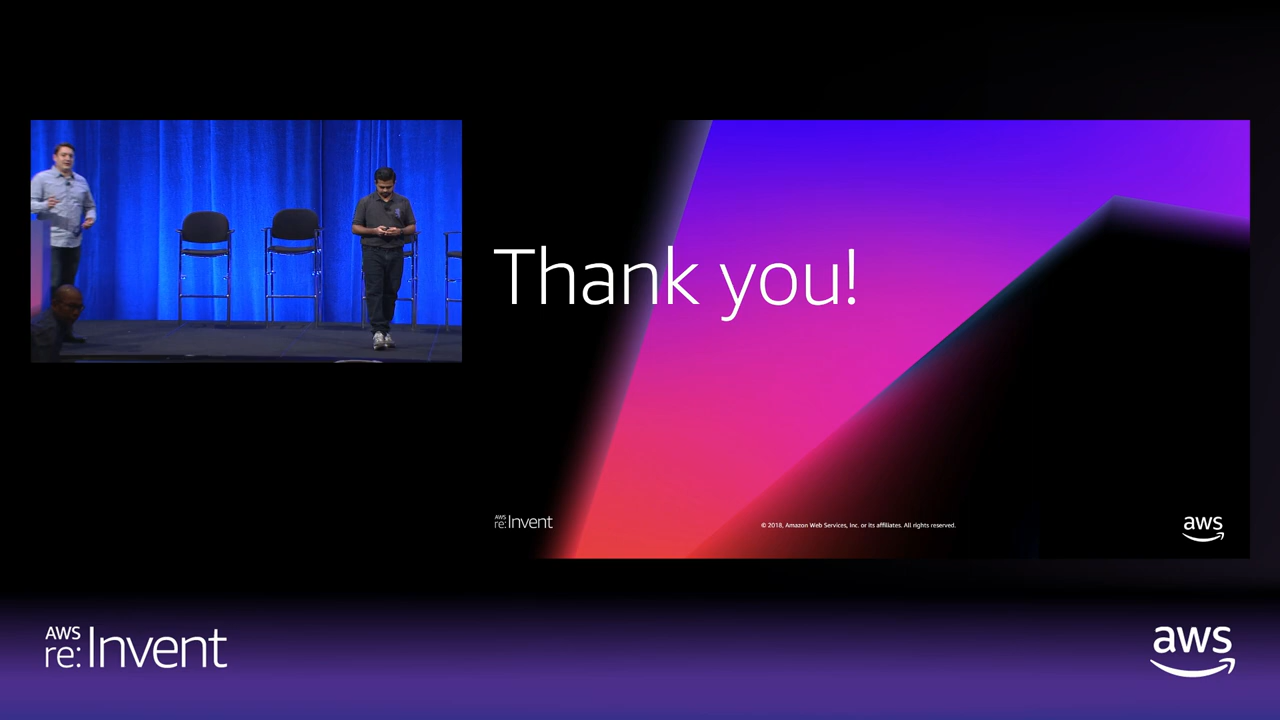 Thank you!
AWS
re:Invent
© 2018, Amazon Web Services, Inc. or its affiliates. All rights reserved.
aws
AWS
re:Invent
aws